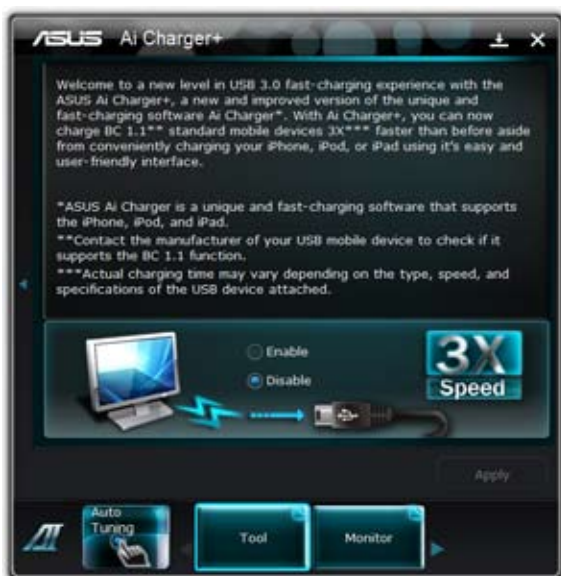 ASUS Ai Charger+
Welcome to a new level in USB 3.0 fast-charging experience with the
ASUS Ai Charger+, a new and improved version of the unique and
fast-charging software Ai Charger*. With Ai Charger+, you can now
charge BC 1.1** standard mobile devices 3X*** faster than before aside
from conveniently charging your iPhone, iPod, or iPad using it's easy and
user-friendly interface.
*ASUS Ai Charger is a unique and fast-charging software that supports
the iPhone, iPod, and iPad.
**Contact the manufacturer of your USB mobile device to check if it
supports the BC 1.1 function.
***Actual charging time may vary depending on the type, speed, and
specifications of the USB device attached.
Enable
Disable
3X
Speed
Apply
Auto
Tuning
Tool
Monitor